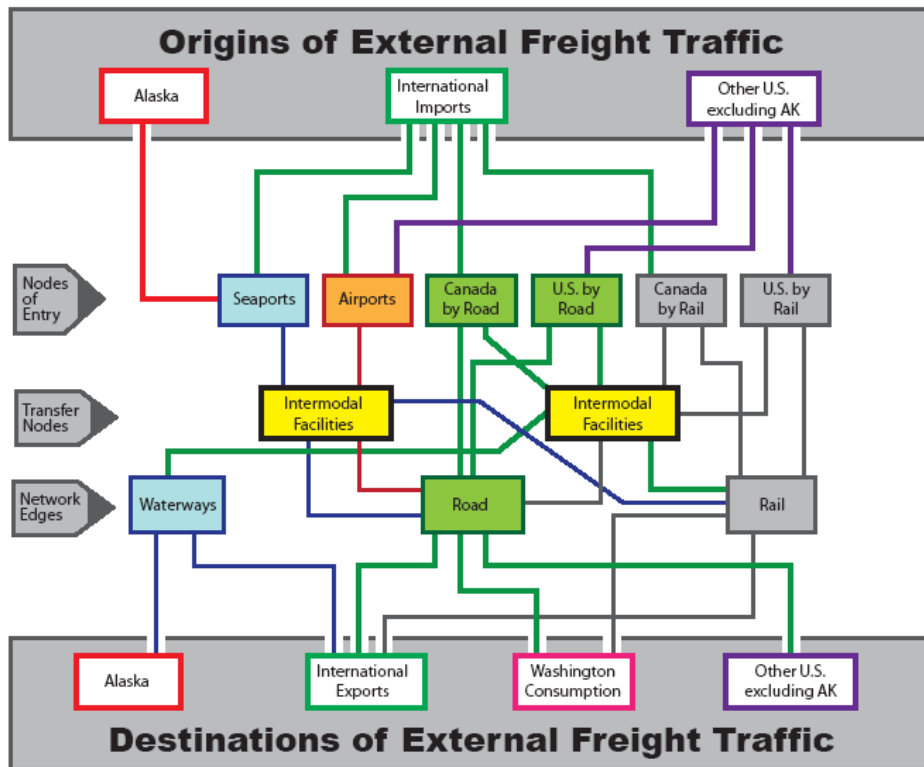 Origins of External Freight Traffic
Alaska
International
Imports
Other U.S.
excluding AK
Nodes
of
Entry
Seaports
Airports
Canada
by Road
U.S. by
Road
Canada
by Rail
U.S. by
Rail
Transfer
Nodes
Intermodal
Facilities
Intermodal
Facilities
Network
Edges
Waterways
Road
Rail
Alaska
International
Exports
Washington
Consumption
Other U.S.
excluding AK
Destinations of External Freight Traffic